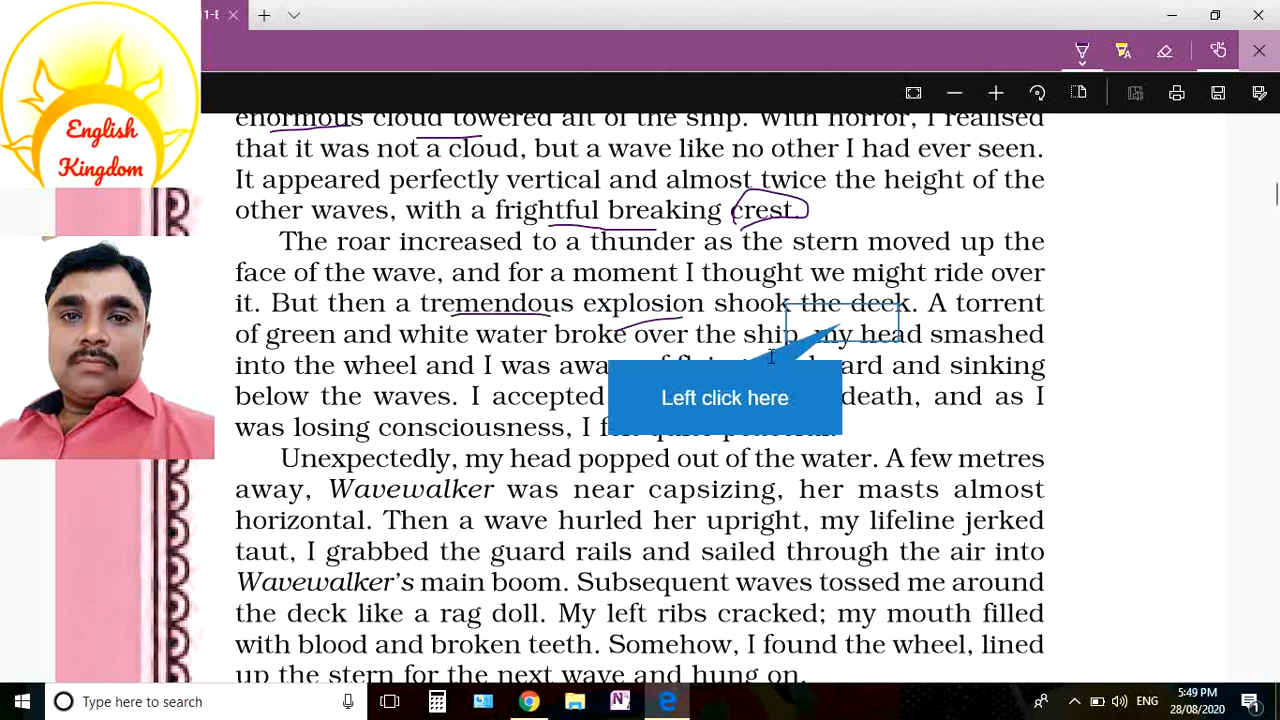 1-E
English
Kingdom
enormous cloud towered aft of the ship. With horror, I realised
that it was not a cloud, but a wave like no other I had ever seen.
It appeared perfectly vertical and almost twice the height of the
other waves, with a frightful breaking crest.
The roar increased to a thunder as the stern moved up the
face of the wave, and for a moment I thought we might ride over
it. But then a tremendous explosion shook the deck. A torrent
of green and white water broke over the ship, my head smashed
into the wheel and I was and sinking
below the waves. I accepted death, and as I
was losing consciousness, I
Left click here
Unexpectedly, my head popped out of the water. A few metres
away, Wavewalker was near capsizing, her masts almost
horizontal. Then a wave hurled her upright, my lifeline jerked
taut, I grabbed the guard rails and sailed through the air into
Wavewalker's main boom. Subsequent waves tossed me around
the deck like a rag doll. My left ribs cracked; my mouth filled
with blood and broken teeth. Somehow, I found the wheel, lined
up the stern for the next wave and hung on.
Type here to search
ENG
5:49 PM
28/08/2020